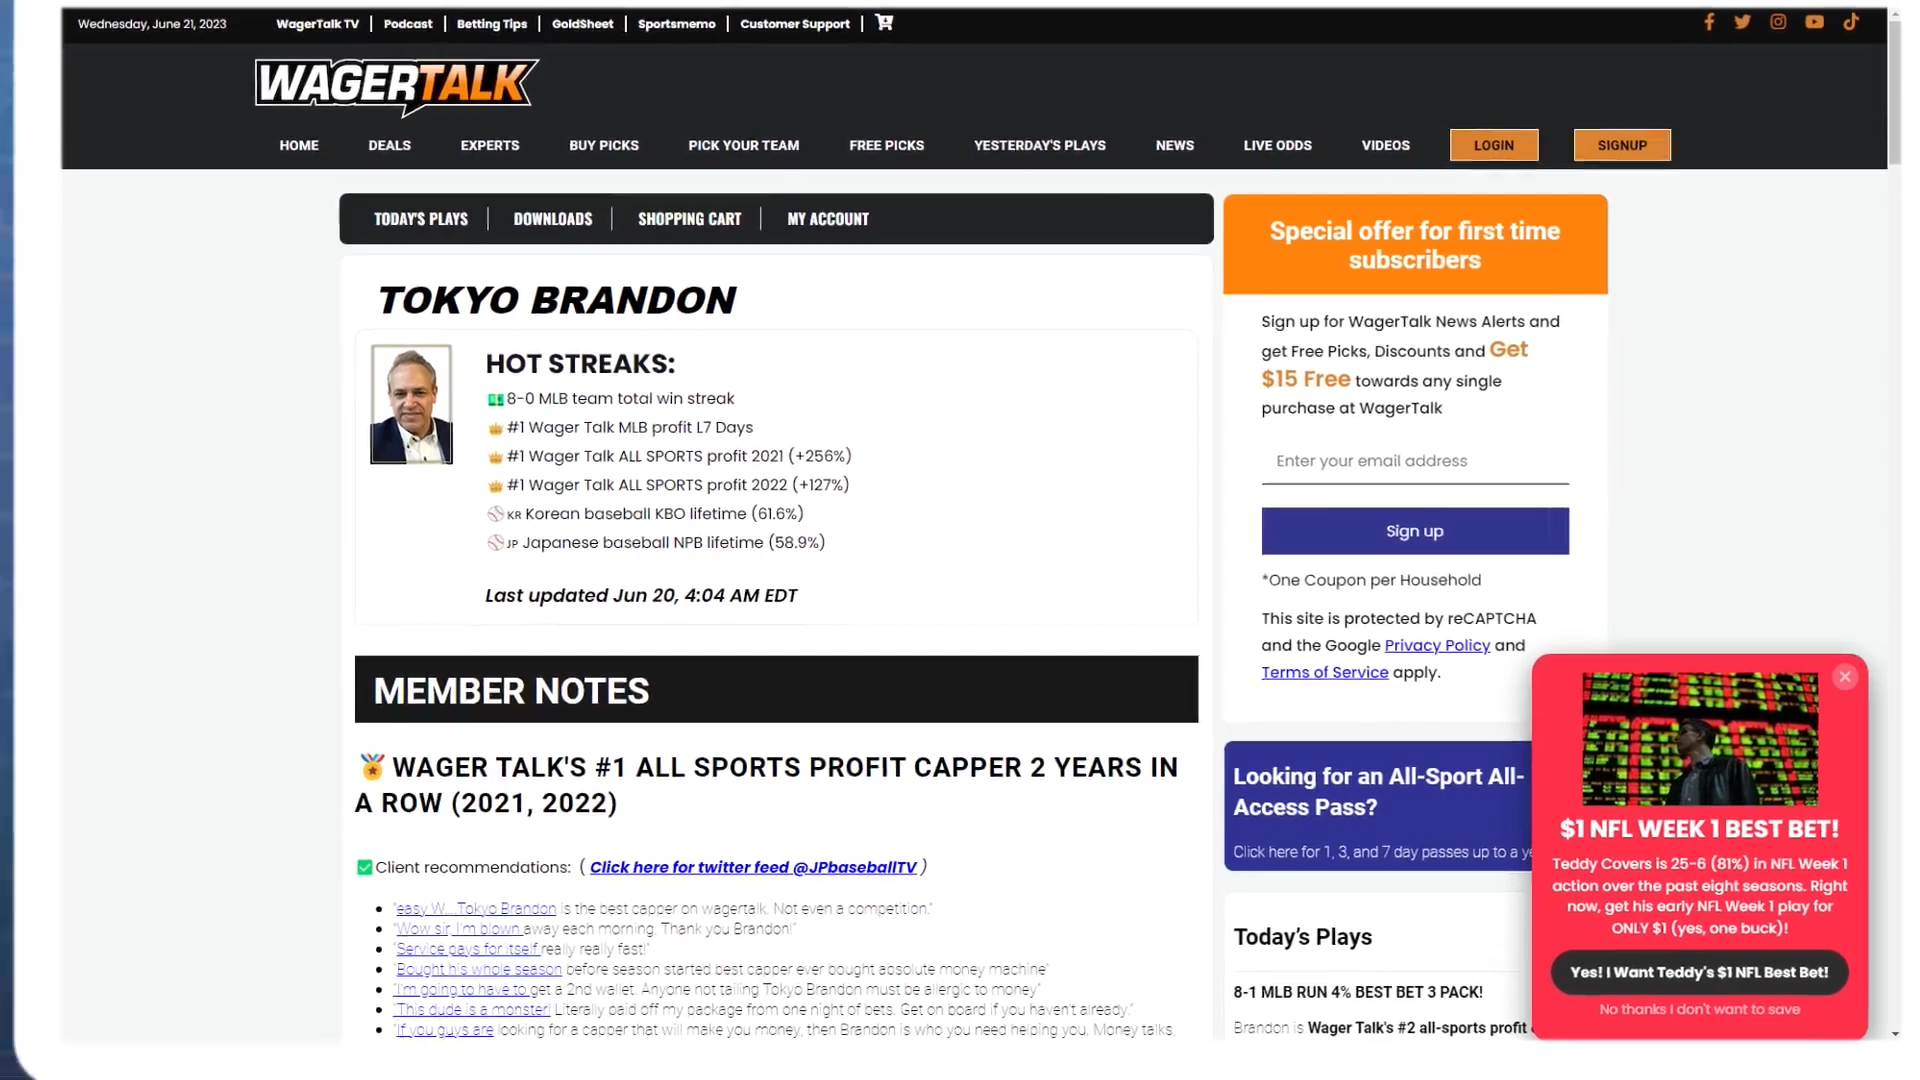 Wednesday, June 21, 2023
WagerTalk TV
Podcast
Betting Tips
GoldSheet
Sportsmemo
Customer Support
WAGERTALK
HOME
DEALS
EXPERTS
BUY PICKS
PICK YOUR TEAM
FREE PICKS
YESTERDAY'S PLAYS
NEWS
LIVE ODDS
VIDEOS
LOGIN
SIGNUP
TODAY'S PLAYS
DOWNLOADS
SHOPPING CART
MY ACCOUNT
TOKYO BRANDON
HOT STREAKS:
8-0 MLB team total win streak
#1 Wager Talk MLB profit L7 Days
#1 Wager Talk ALL SPORTS profit 2021 (+256%)
#1 Wager Talk ALL SPORTS profit 2022 (+127%)
KR Korean baseball KBO lifetime (61.6%)
JP Japanese baseball NPB lifetime (58.9%)
Last updated Jun 20, 4:04 AM EDT
MEMBER NOTES
WAGER TALK'S #1 ALL SPORTS PROFIT CAPPER 2 YEARS IN
A ROW (2021, 2022)
Client recommendations: ( Click here for twitter feed @JPbaseballTV )
"easy W....Tokyo Brandon is the best capper on wagertalk. Not even a competition."
"Wow sir, I'm blown away each morning. Thank you Brandon!"
"Service pays for itself really really fast!"
"Bought his whole season before season started best capper ever bought absolute money machine"
"I'm going to have to get a 2nd wallet. Anyone not tailing Tokyo Brandon must be allergic to money"
"This dude is a monster! Literally paid off my package from one night of bets. Get on board if you haven't already."
"If you guys are looking for a capper that will make you money, then Brandon is who you need helping you. Money talks.
Special offer for first time
subscribers
Sign up for WagerTalk News Alerts and
get Free Picks, Discounts and Get
$15 Free towards any single
purchase at WagerTalk
Enter your email address
Sign up
*One Coupon per Household
This site is protected by reCAPTCHA
and the Google Privacy Policy and
Terms of Service apply.
Looking for an All-Sport All-
Access Pass?
Click here for 1, 3, and 7 day passes up to a
Today's Plays
8-1 MLB RUN 4% BEST BET 3 PACK!
Brandon is Wager Talk's #2 all-sports profit
$1 NFL WEEK 1 BEST BET!
Teddy Covers is 25-6 (81%) in NFL Week 1
action over the past eight seasons. Right
now, get his early NFL Week 1 play for
ONLY $1 (yes, one buck)!
Yes! I Want Teddy's $1 NFL Best Bet!
No thanks I don't want to save